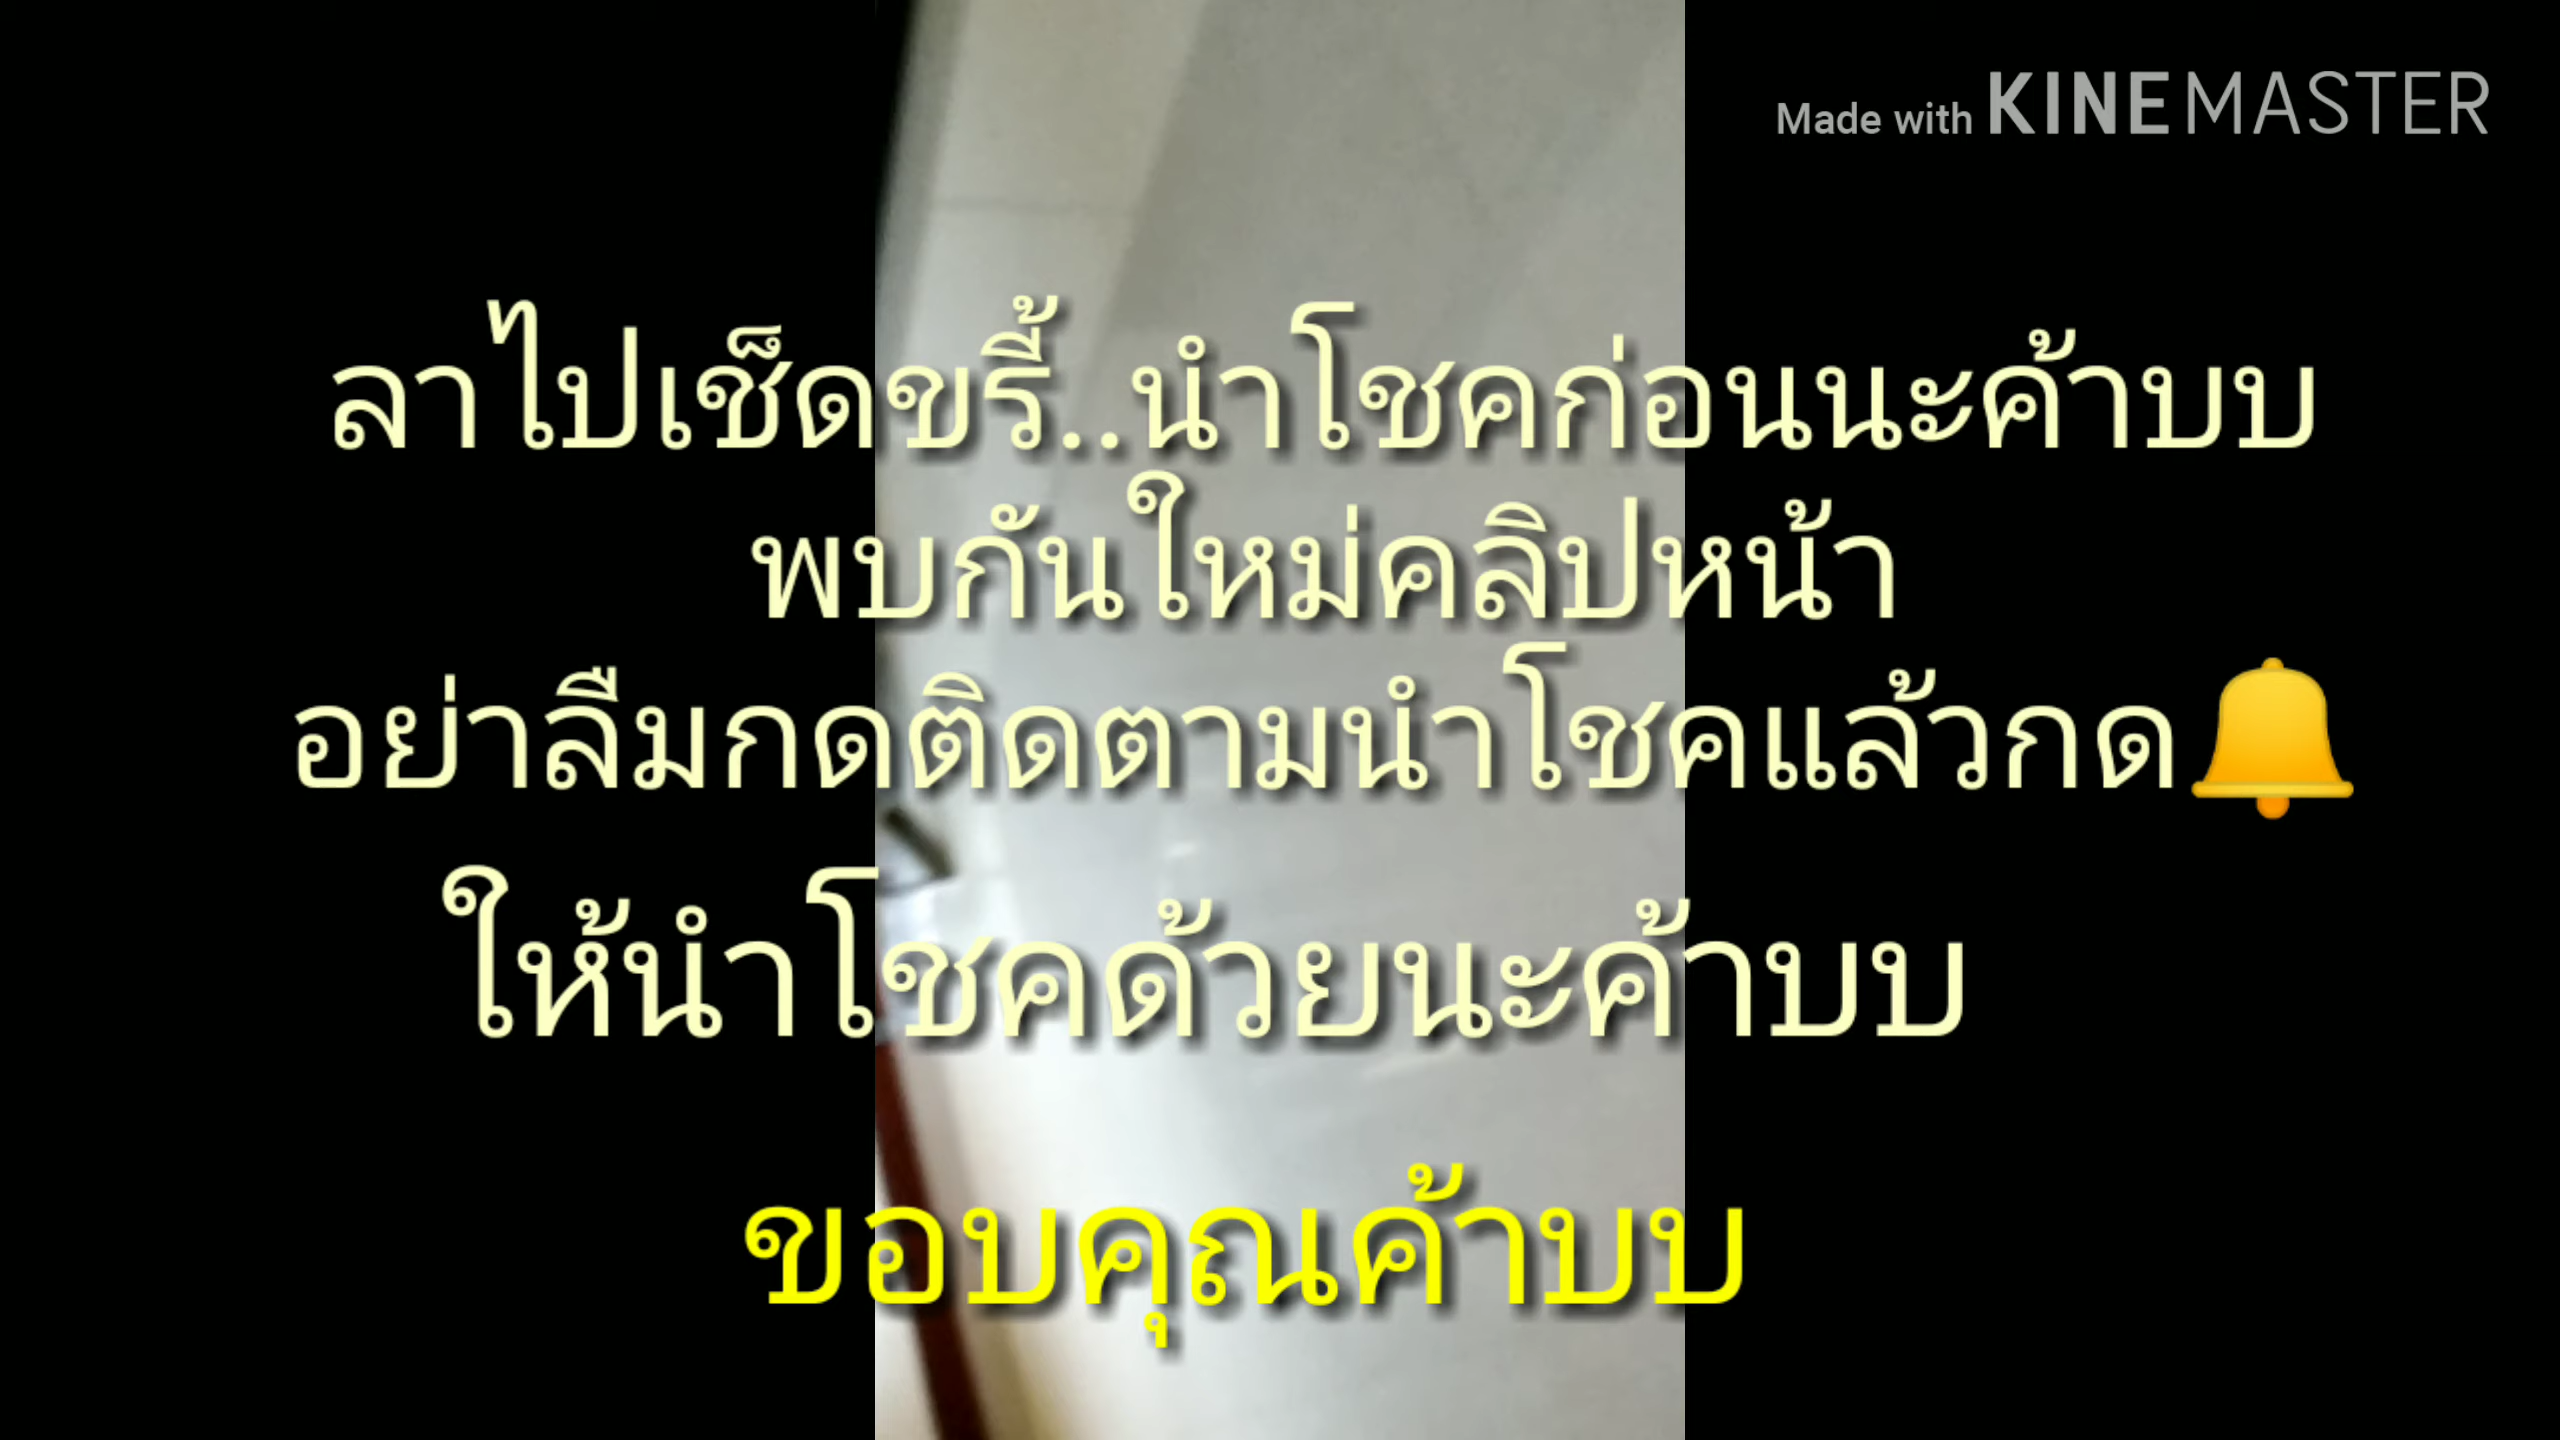 Made with KINEMASTER
ลาไปเช็ดขรี้..นำโชคก่อนนะค้าบบ
พบกันใหม่คลิปหน้า
อย่าลืมกดติดตามนำโชคแล้วกด🔔
ให้นำโชคด้วยนะค้าบบ
ขอบคุณค้าบบ